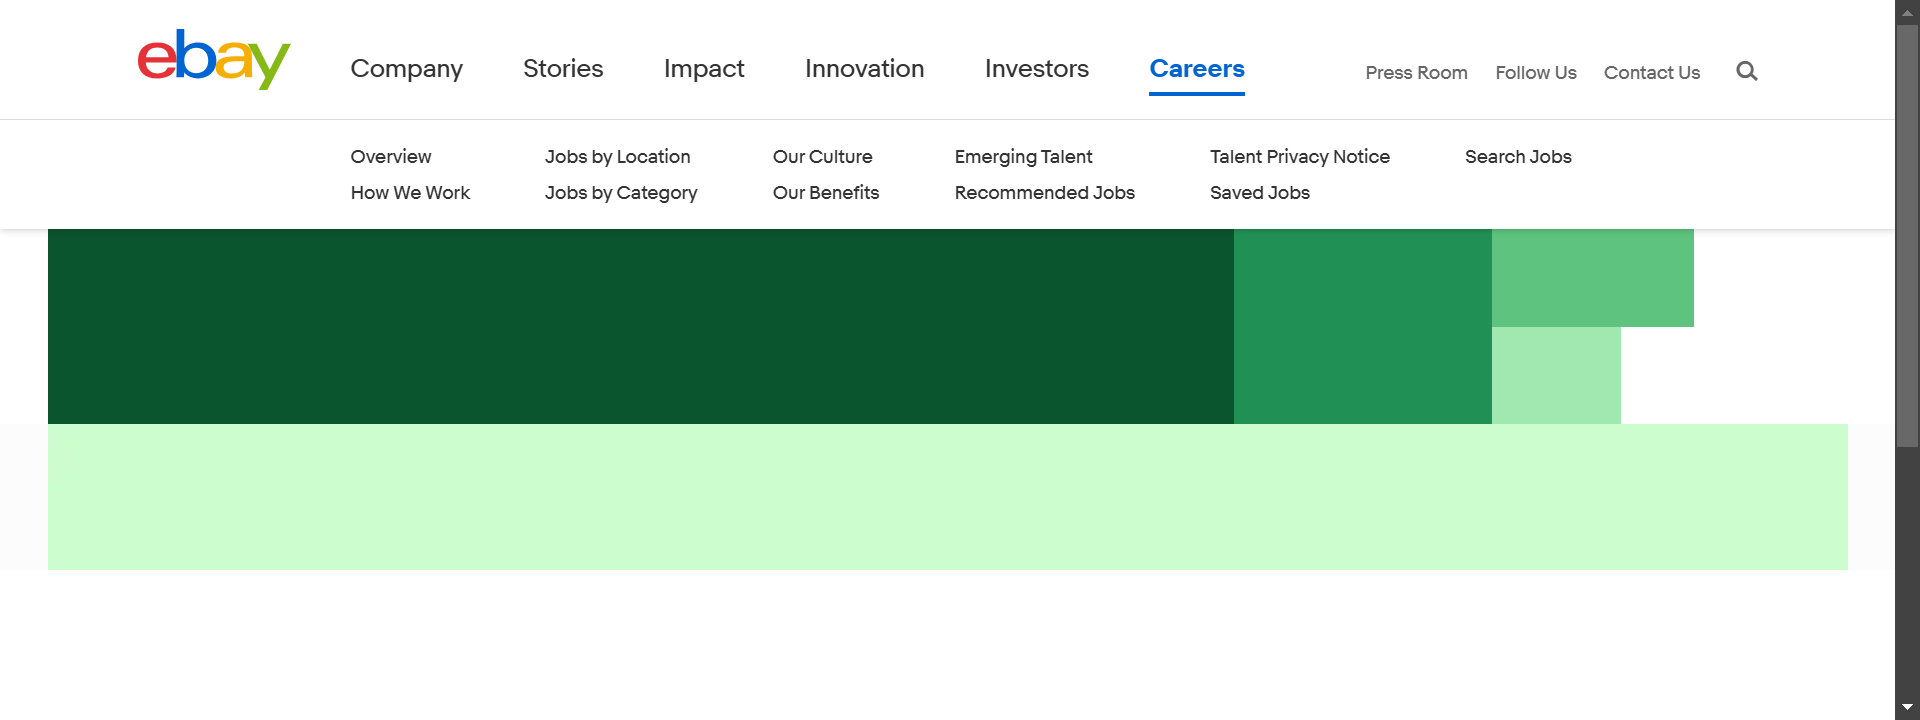 ebay Company Stories Impact Innovation Investors Careers Press Room Follow Us Contact Us
Overview Jobs by Location Our Culture Emerging Talent Talent Privacy Notice Search Jobs
How We Work Jobs by Category Our Benefits Recommended Jobs Saved Jobs